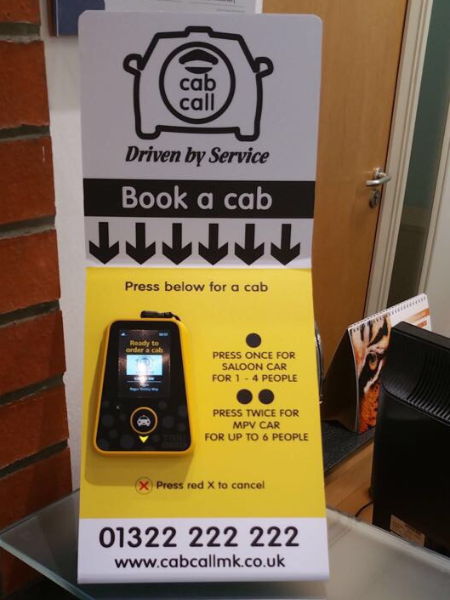 cab
call
Driven by Service
Book a cab
Press below for a cab
Ready to
order a cab
PRESS ONCE FOR
SALOON CAR
FOR 1 - 4 PEOPLE
PRESS TWICE FOR
MPV CAR
FOR UP TO 6 PEOPLE
Press red X to cancel
01322 222 222
www.cabcallmk.co.uk